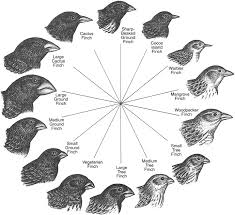 Cactus
Finch
Sharp-
Beaked
Ground
Finch
Cocos
Island
Finch
Warbler
Finch
Mangrove
Finch
Woodpecker
Finch
Small
Tree
Finch
Medium
Tree
Finch
Large
Tree
Finch
Vegetarian
Finch
Small
Ground
Finch
Medium
Ground
Finch
Large
Ground
Finch
Large
Cactus
Finch